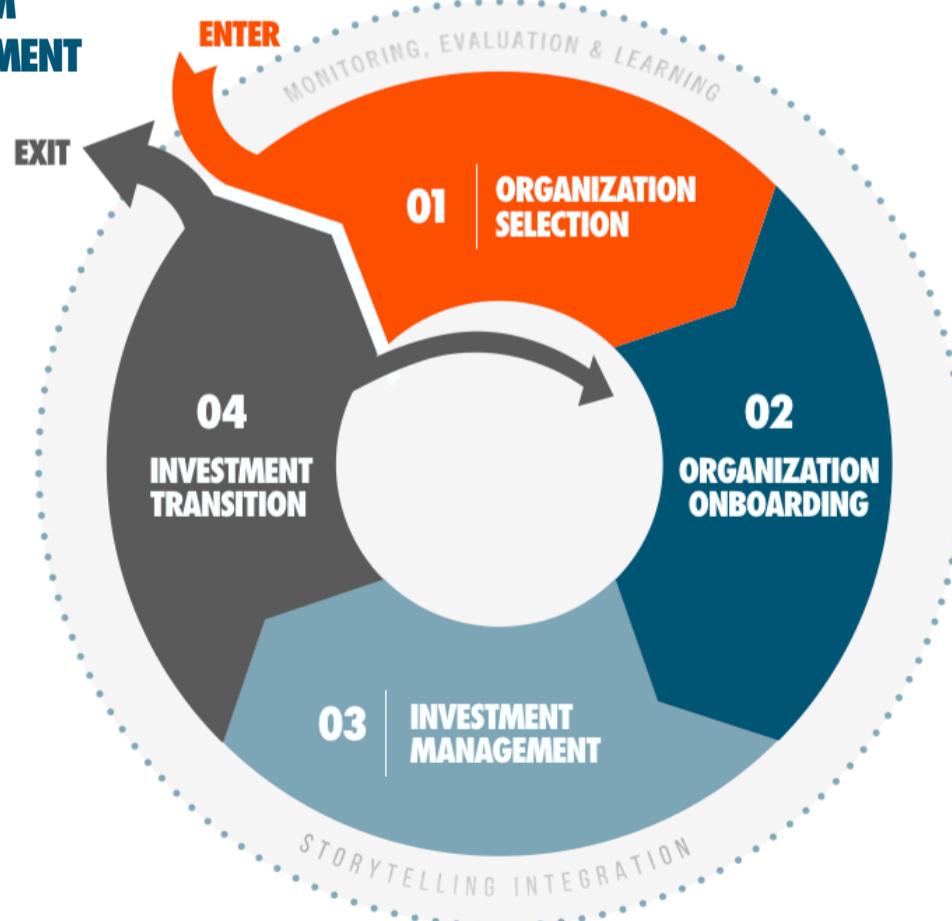 ENTER
MONITORING, EVALUATION & LEARNING
EXIT
01
ORGANIZATION
SELECTION
02
ORGANIZATION
ONBOARDING
03
INVESTMENT
MANAGEMENT
04
INVESTMENT
TRANSITION
STORYTELLING INTEGRATION